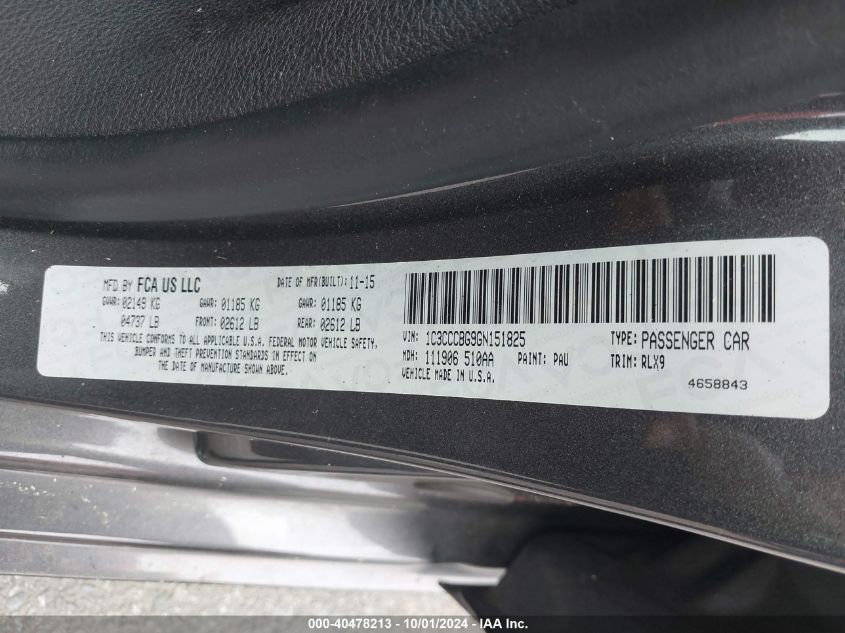 MFD BY FCA US LLC DATE OF MFR(BUILT): 11-15
GVWR: 02149 KG GAWR: 01185 KG GAWR: 01185 KG
04737 LB FRONT: 02612 LB REAR: 02612 LB
THIS VEHICLE CONFORMS TO ALL APPLICABLE U.S.A. FEDERAL MOTOR VEHICLE SAFETY,
BUMPER AND THEFT PREVENTION STANDARDS IN EFFECT ON
THE DATE OF MANUFACTURE SHOWN ABOVE.
VIN: 1C3CCCBG9GN151825 TYPE: PASSENGER CAR
MDH: 111906 510AA PAINT: PAU TRIM: RLX9
VEHICLE MADE IN U.S.A. 4658843
000-40478213 - 10/01/2024 - IAA Inc.